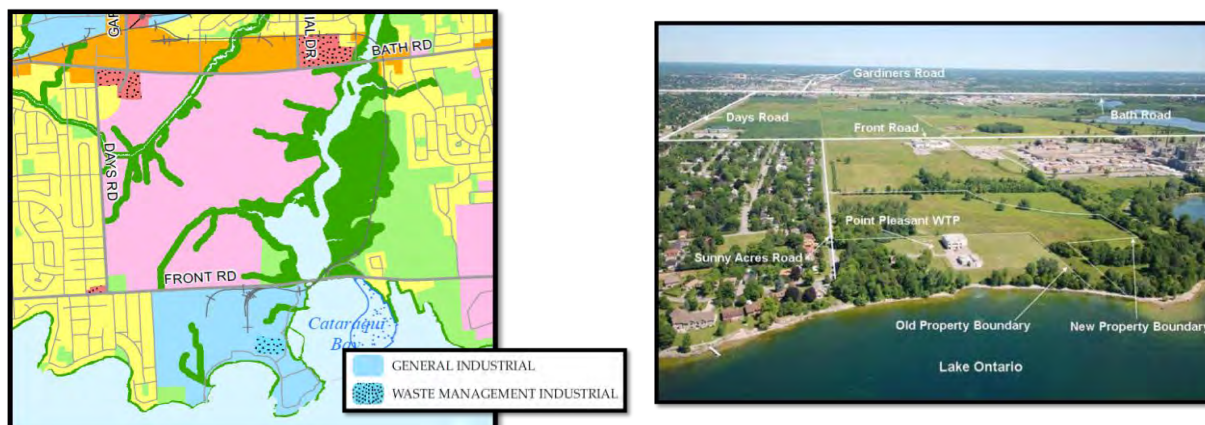 BATH RD
DAYS RD
FRONT RD
Cataraqui
Bay
GENERAL INDUSTRIAL
WASTE MANAGEMENT INDUSTRIAL
Gardiners Road
Days Road
Bath Road
Front Road
Point Pleasant WTP
Sunny Acres Road
Old Property Boundary
New Property Boundary
Lake Ontario